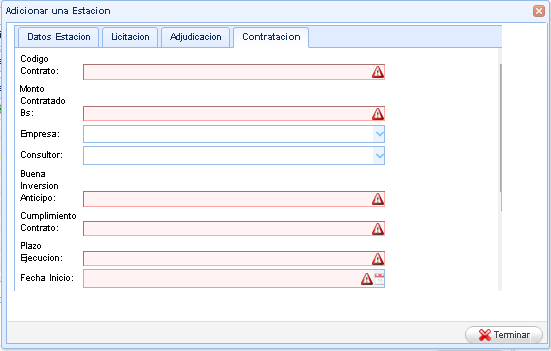 Adicionar una Estacion
Datos Estacion Licitacion Adjudicacion Contratacion
Codigo
Contrato:
Monto
Contratado
Bs:
Empresa:
Consultor:
Buena
Inversion
Anticipo:
Cumplimiento
Contrato:
Plazo
Ejecucion:
Fecha Inicio:
Terminar